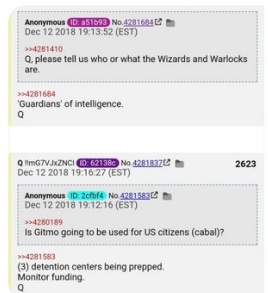 Anonymous ID: a51b93 No.4281684
Dec 12 2018 19:13:52 (EST)
>>4281410
Q, please tell us who or what the Wizards and Warlocks
are.
>>4281684
'Guardians' of intelligence.
Q
Q !!mG7VJxZNCI ID: 62138c No.4281837 2623
Dec 12 2018 19:16:27 (EST)
Anonymous ID: 2cfbf4 No.4281583
Dec 12 2018 19:12:16 (EST)
>>4280189
Is Gitmo going to be used for US citizens (cabal)?
>>4281583
(3) detention centers being prepped.
Monitor funding.
Q